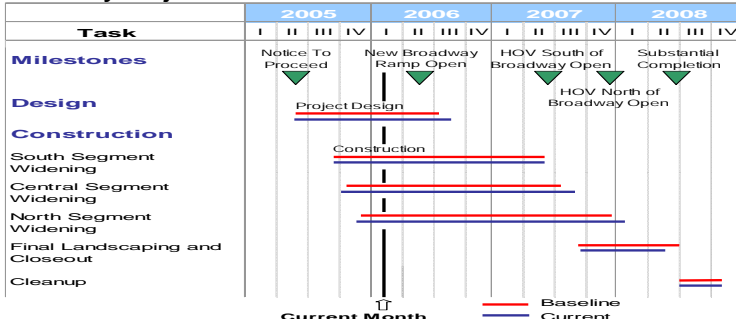 2005 2006 2007 2008
Task I II III IV I II III IV I II III IV I II III IV
Milestones
Notice To
Proceed
New Broadway
Ramp Open
HOV South of
Broadway Open
Substantial
Completion
HOV North of
Broadway Open
Design
Project Design
Construction
Construction
South Segment
Widening
Central Segment
Widening
North Segment
Widening
Final Landscaping and
Closeout
Cleanup
Current Month
Baseline
Current